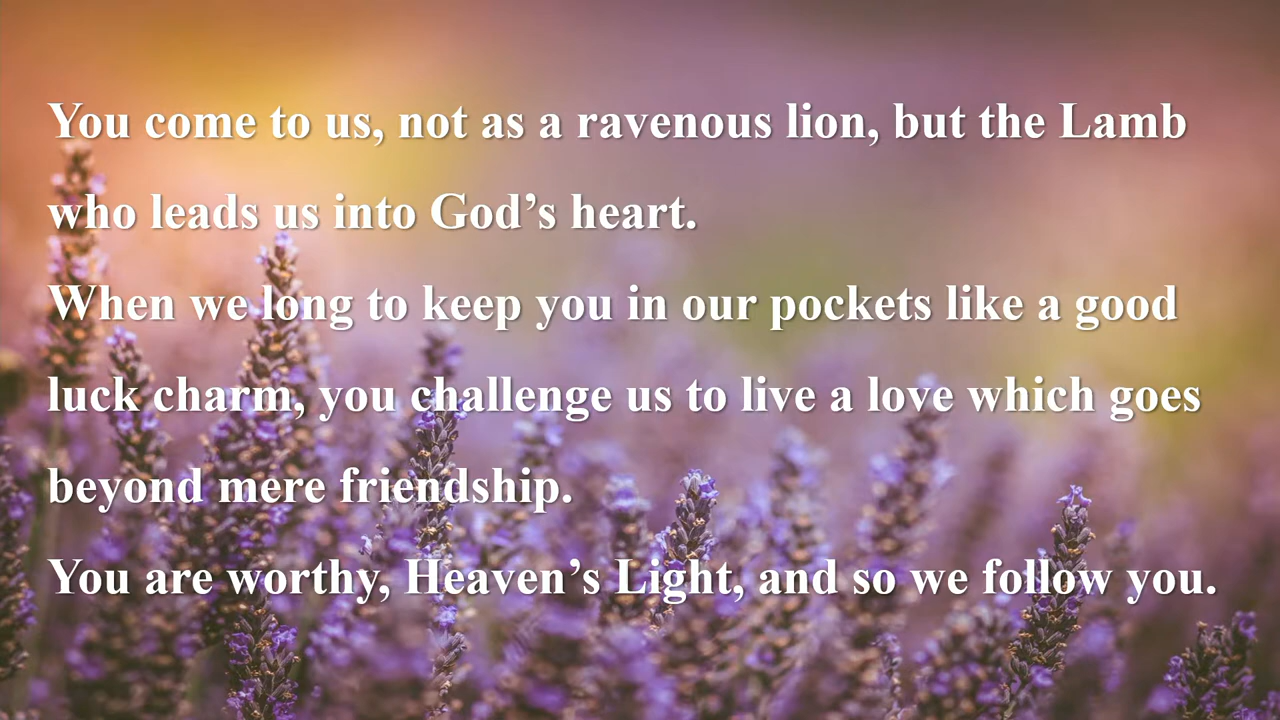 You come to us, not as a ravenous lion, but the Lamb
who leads us into God’s heart.
When we long to keep you in our pockets like a good
luck charm, you challenge us to live a love which goes
beyond mere friendship.
You are worthy, Heaven’s Light, and so we follow you.